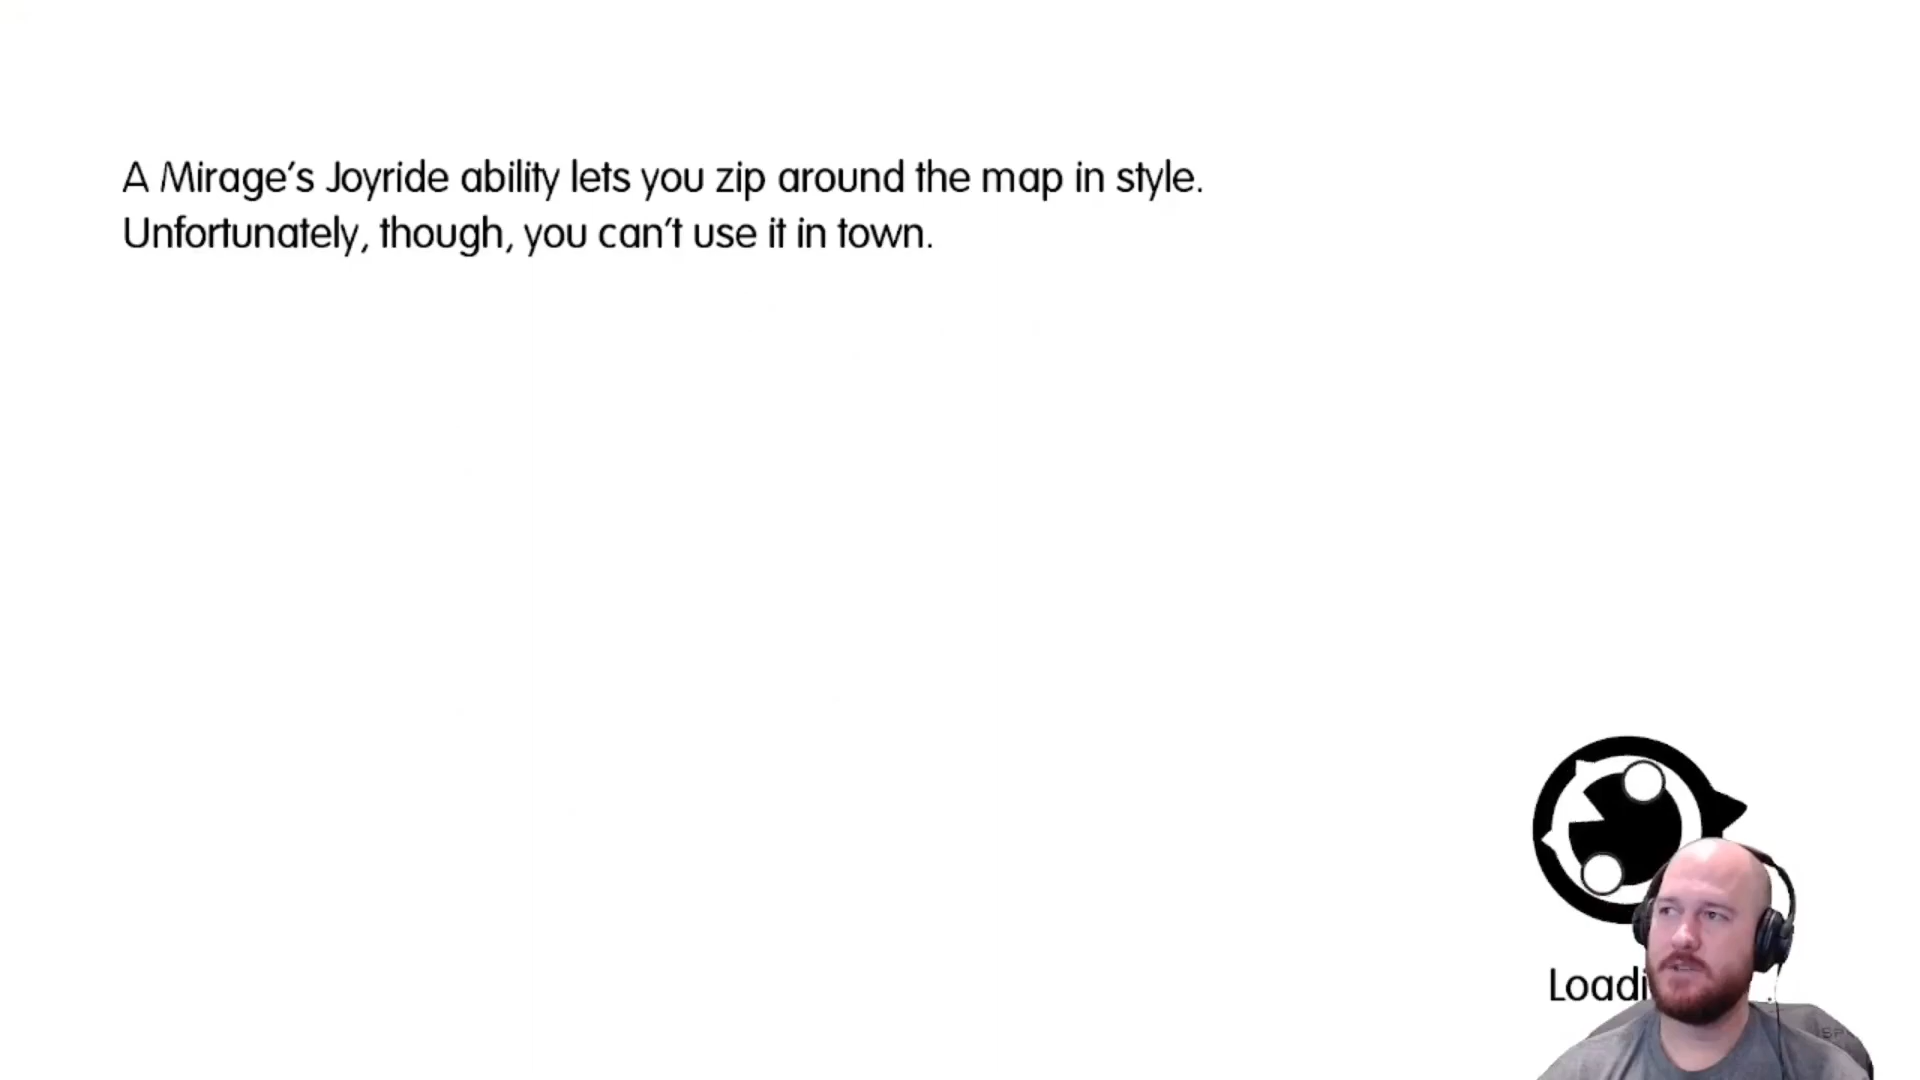 A Mirage's Joyride ability lets you zip around the map in style.
Unfortunately, though, you can't use it in town.